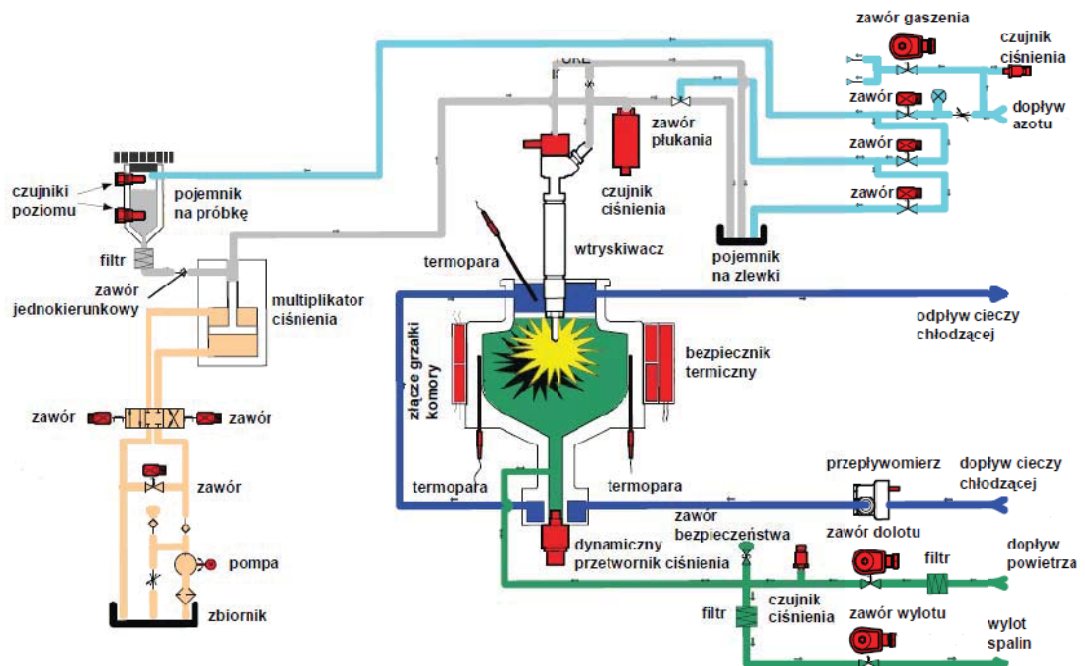 zawór gaszenia
czujnik
ciśnienia
zawór
dopływ
azotu
zawór
płukania
zawór
czujniki
poziomu
pojemnik
na próbkę
czujnik
ciśnienia
zawór
filtr
termopara
wtryskiwacz
pojemnik
na zlewki
zawór
jednokierunkowy
multiplikator
ciśnienia
odpływ cieczy
chłodzącej
złącze grzałki
komory
bezpiecznik
termiczny
zawór
zawór
zawór
termopara
termopara
przepływomierz
dopływ cieczy
chłodzącej
zawór
bezpieczeństwa
zawór dolotu
filtr
dopływ
powietrza
pompa
dynamiczny
przetwornik ciśnienia
zbiornik
filtr
czujnik
ciśnienia
zawór wylotu
wylot
spalin